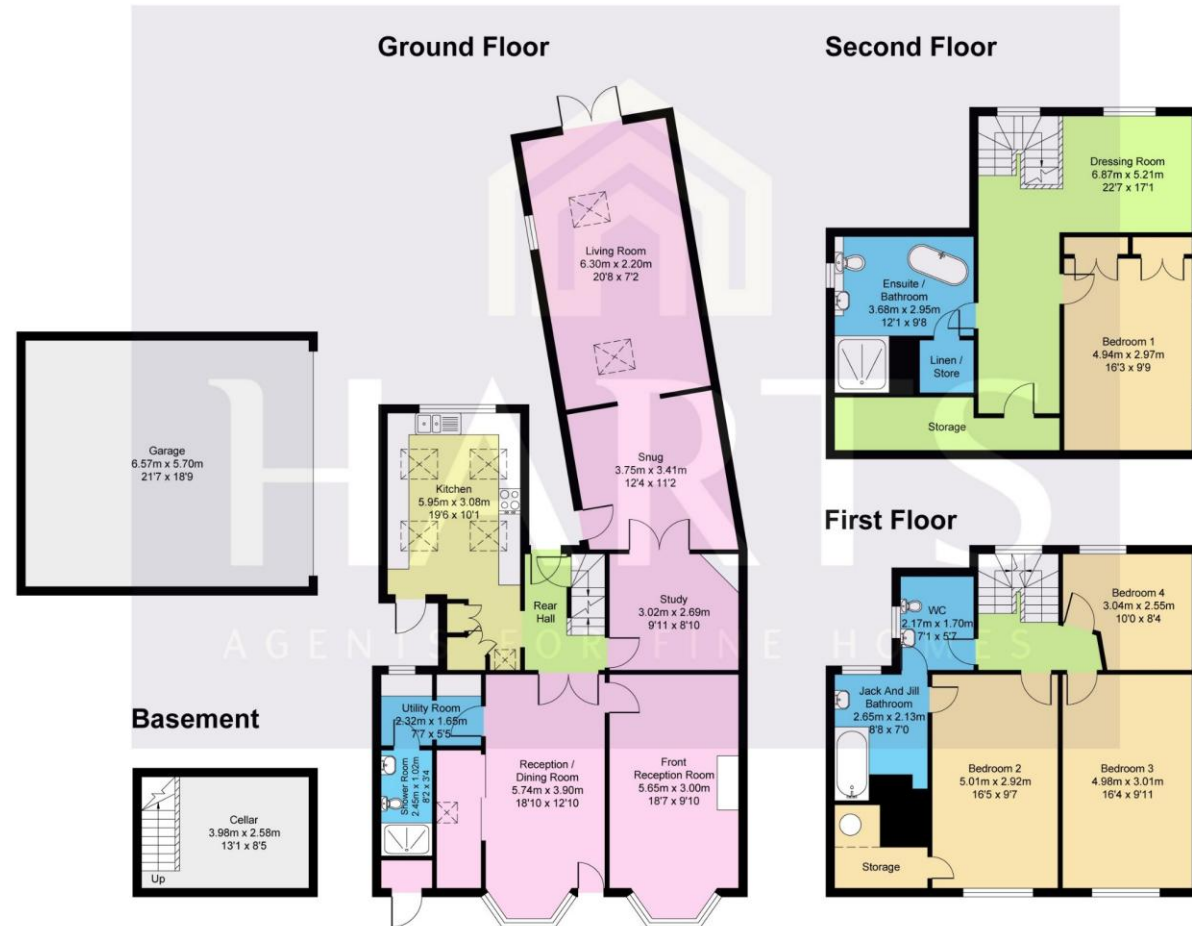 Ground Floor
Living Room
6.30m x 2.20m
20'8 x 7'2
Snug
3.75m x 3.41m
12'4 x 11'2
Kitchen
5.95m x 3.08m
19'6 x 10'1
Rear
Hall
Study
3.02m x 2.69m
9'11 x 8'10
Utility Room
2.32m x 1.65m
7'7 x 5'5
Shower Room
2.45m x 1.02m
8'2 x 3'4
Reception /
Dining Room
5.74m x 3.90m
18'10 x 12'10
Front
Reception Room
5.65m x 3.00m
18'7 x 9'10
Garage
6.57m x 5.70m
21'7 x 18'9
Basement
Cellar
3.98m x 2.58m
13'1 x 8'5
Up
Second Floor
Dressing Room
6.87m x 5.21m
22'7 x 17'1
Ensuite /
Bathroom
3.68m x 2.95m
12'1 x 9'8
Linen /
Store
Bedroom 1
4.94m x 2.97m
16'3 x 9'9
Storage
First Floor
WC
2.17m x 1.70m
7'1 x 5'7
Bedroom 4
3.04m x 2.55m
10'0 x 8'4
Jack And Jill
Bathroom
2.65m x 2.13m
8'8 x 7'0
Bedroom 2
5.01m x 2.92m
16'5 x 9'7
Bedroom 3
4.98m x 3.01m
16'4 x 9'11
Storage
HARTS
AGENTS FOR FINE HOMES